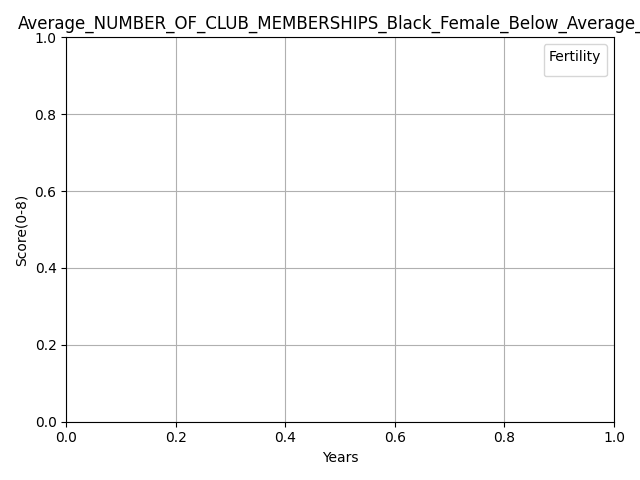 Average_NUMBER_OF_CLUB_MEMBERSHIPS_Black_Female_Below_Average_
Fertility
1.0
0.8
0.6
0.4
0.2
0.0
Score(0-8)
0.0 0.2 0.4 0.6 0.8 1.0
Years